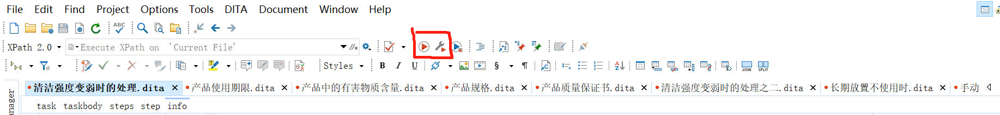 File Edit Find Project Options Tools DITA Document Window Help
ABC
XPath 2.0 Execute XPath on 'Current File'
Styles B I U § ¶ JOIN SPLIT
清洁强度变弱时的处理.dita × 产品使用期限.dita × 产品中的有害物质含量.dita × 产品规格.dita × 产品质量保证书.dita × 清洁强度变弱时的处理之二.dita × 长期放置不使用时.dita × 手动
task taskbody steps step info
anager